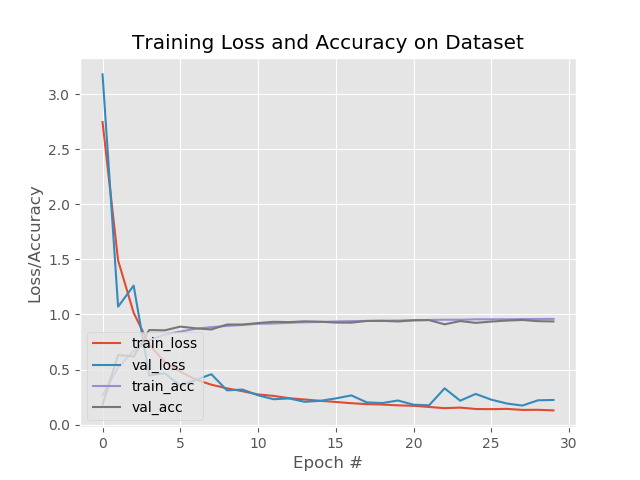 Training Loss and Accuracy on Dataset
Loss/Accuracy
3.0
2.5
2.0
1.5
1.0
0.5
0.0
train_loss
val_loss
train_acc
val_acc
0
5
10
15
20
25
30
Epoch #